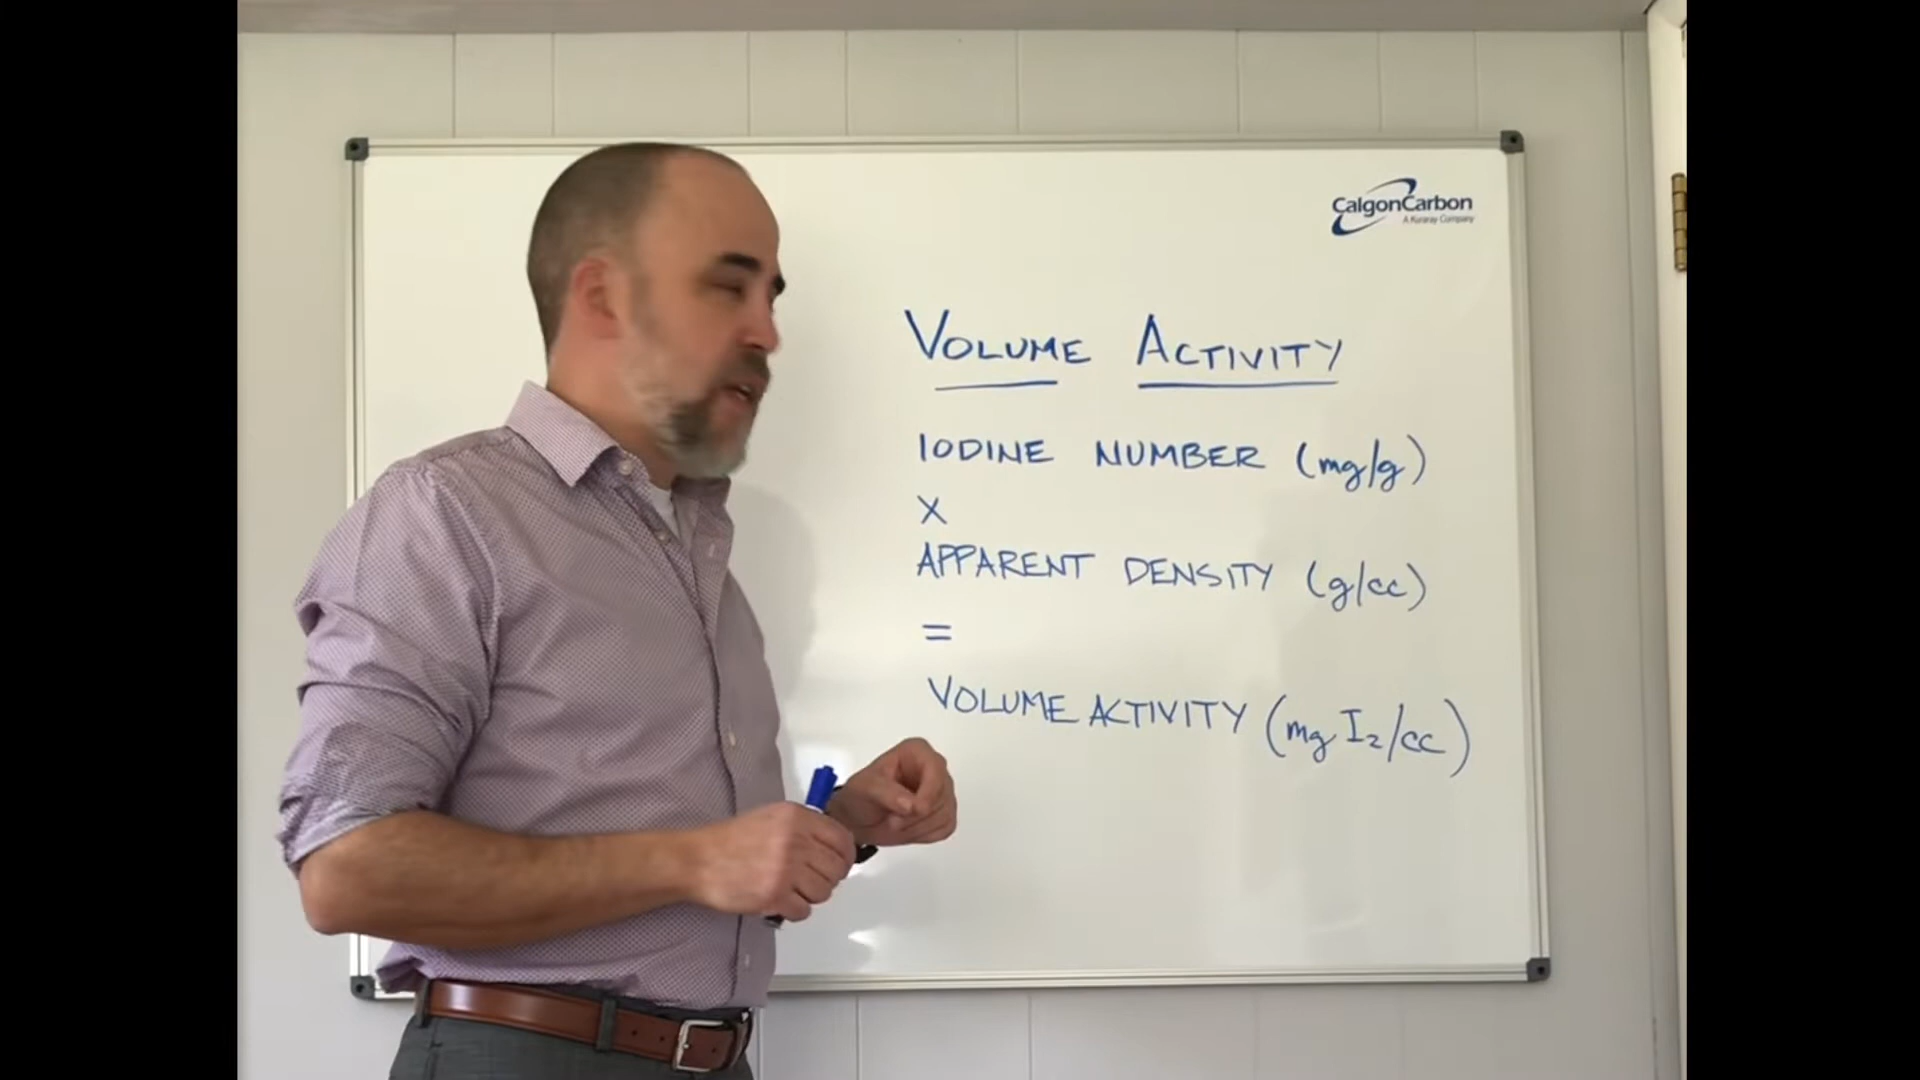 CalgonCarbon
A Kuraray Company
VOLUME ACTIVITY
IODINE NUMBER (mg/g)
X
APPARENT DENSITY (g/cc)
=
VOLUME ACTIVITY (mg I₂/cc)